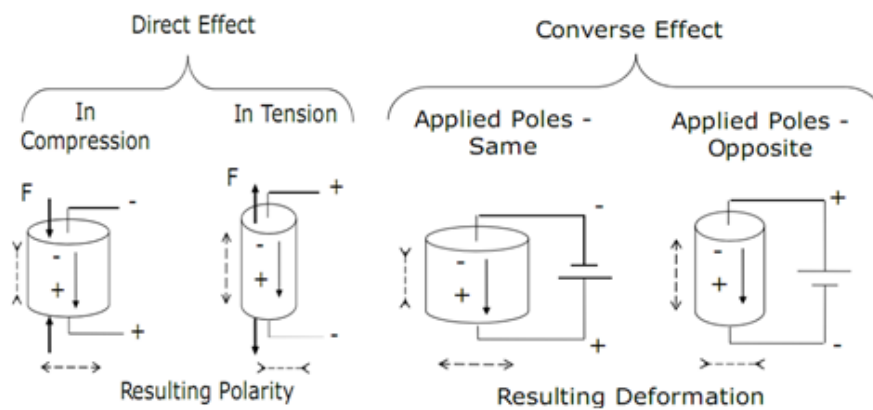 Direct Effect
Converse Effect
In
Compression
In Tension
Applied Poles -
Same
Applied Poles -
Opposite
F
-
-
+
+
F
+
-
+
-
-
-
+
+
+
-
+
-
Resulting Polarity
Resulting Deformation